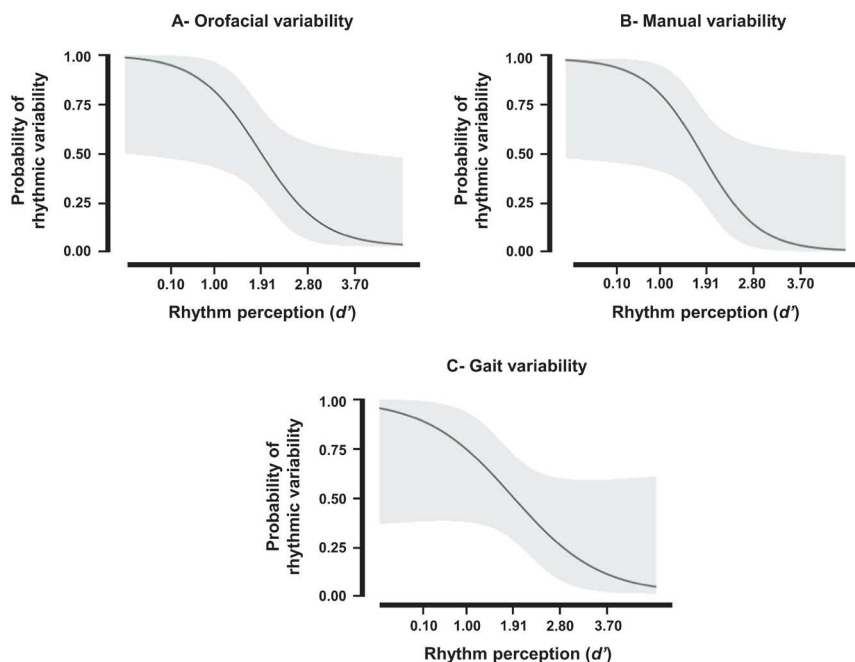 A- Orofacial variability
Probability of
rhythmic variability
1.00
0.75
0.50
0.25
0.00
0.10 1.00 1.91 2.80 3.70
Rhythm perception (d’)
B- Manual variability
Probability of
rhythmic variability
1.00
0.75
0.50
0.25
0.00
0.10 1.00 1.91 2.80 3.70
Rhythm perception (d’)
C- Gait variability
Probability of
rhythmic variability
1.00
0.75
0.50
0.25
0.00
0.10 1.00 1.91 2.80 3.70
Rhythm perception (d’)